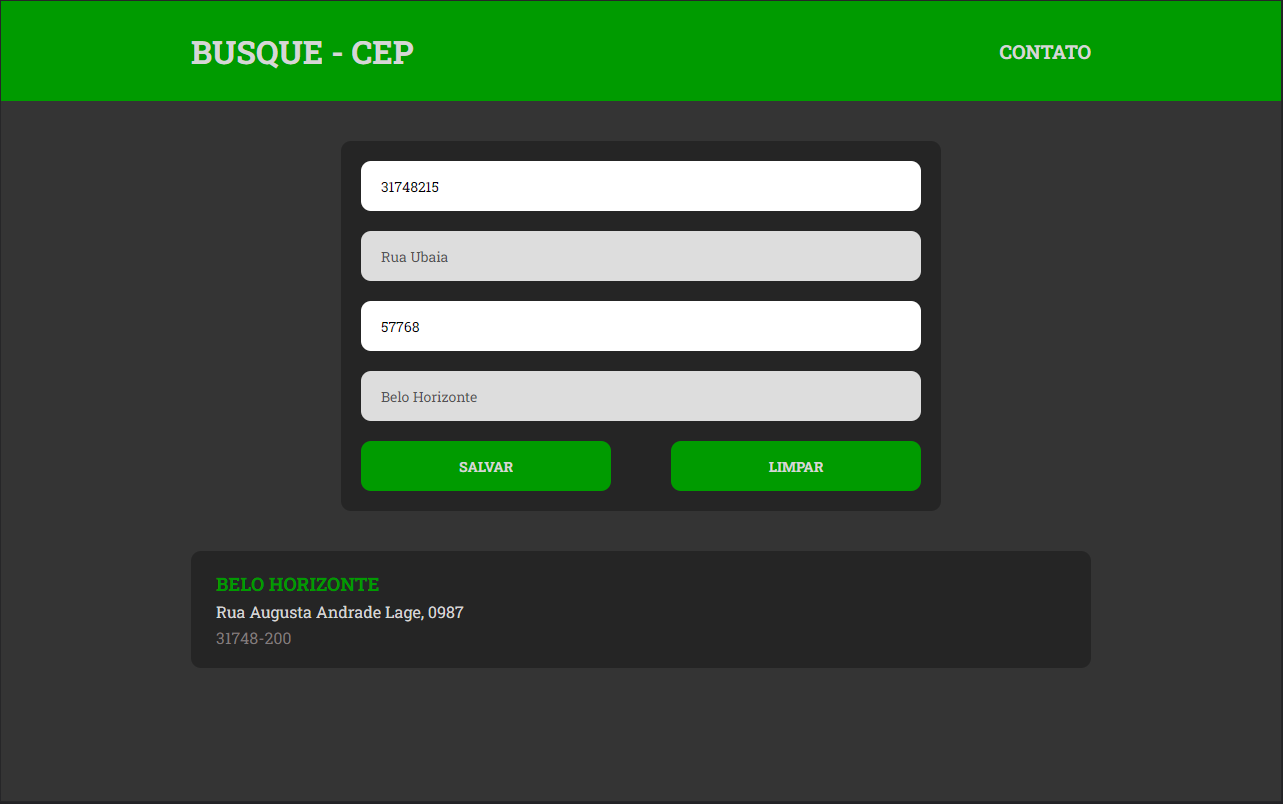 BUSQUE - CEP
CONTATO
31748215
Rua Ubaia
57768
Belo Horizonte
SALVAR
LIMPAR
BELO HORIZONTE
Rua Augusta Andrade Lage, 0987
31748-200